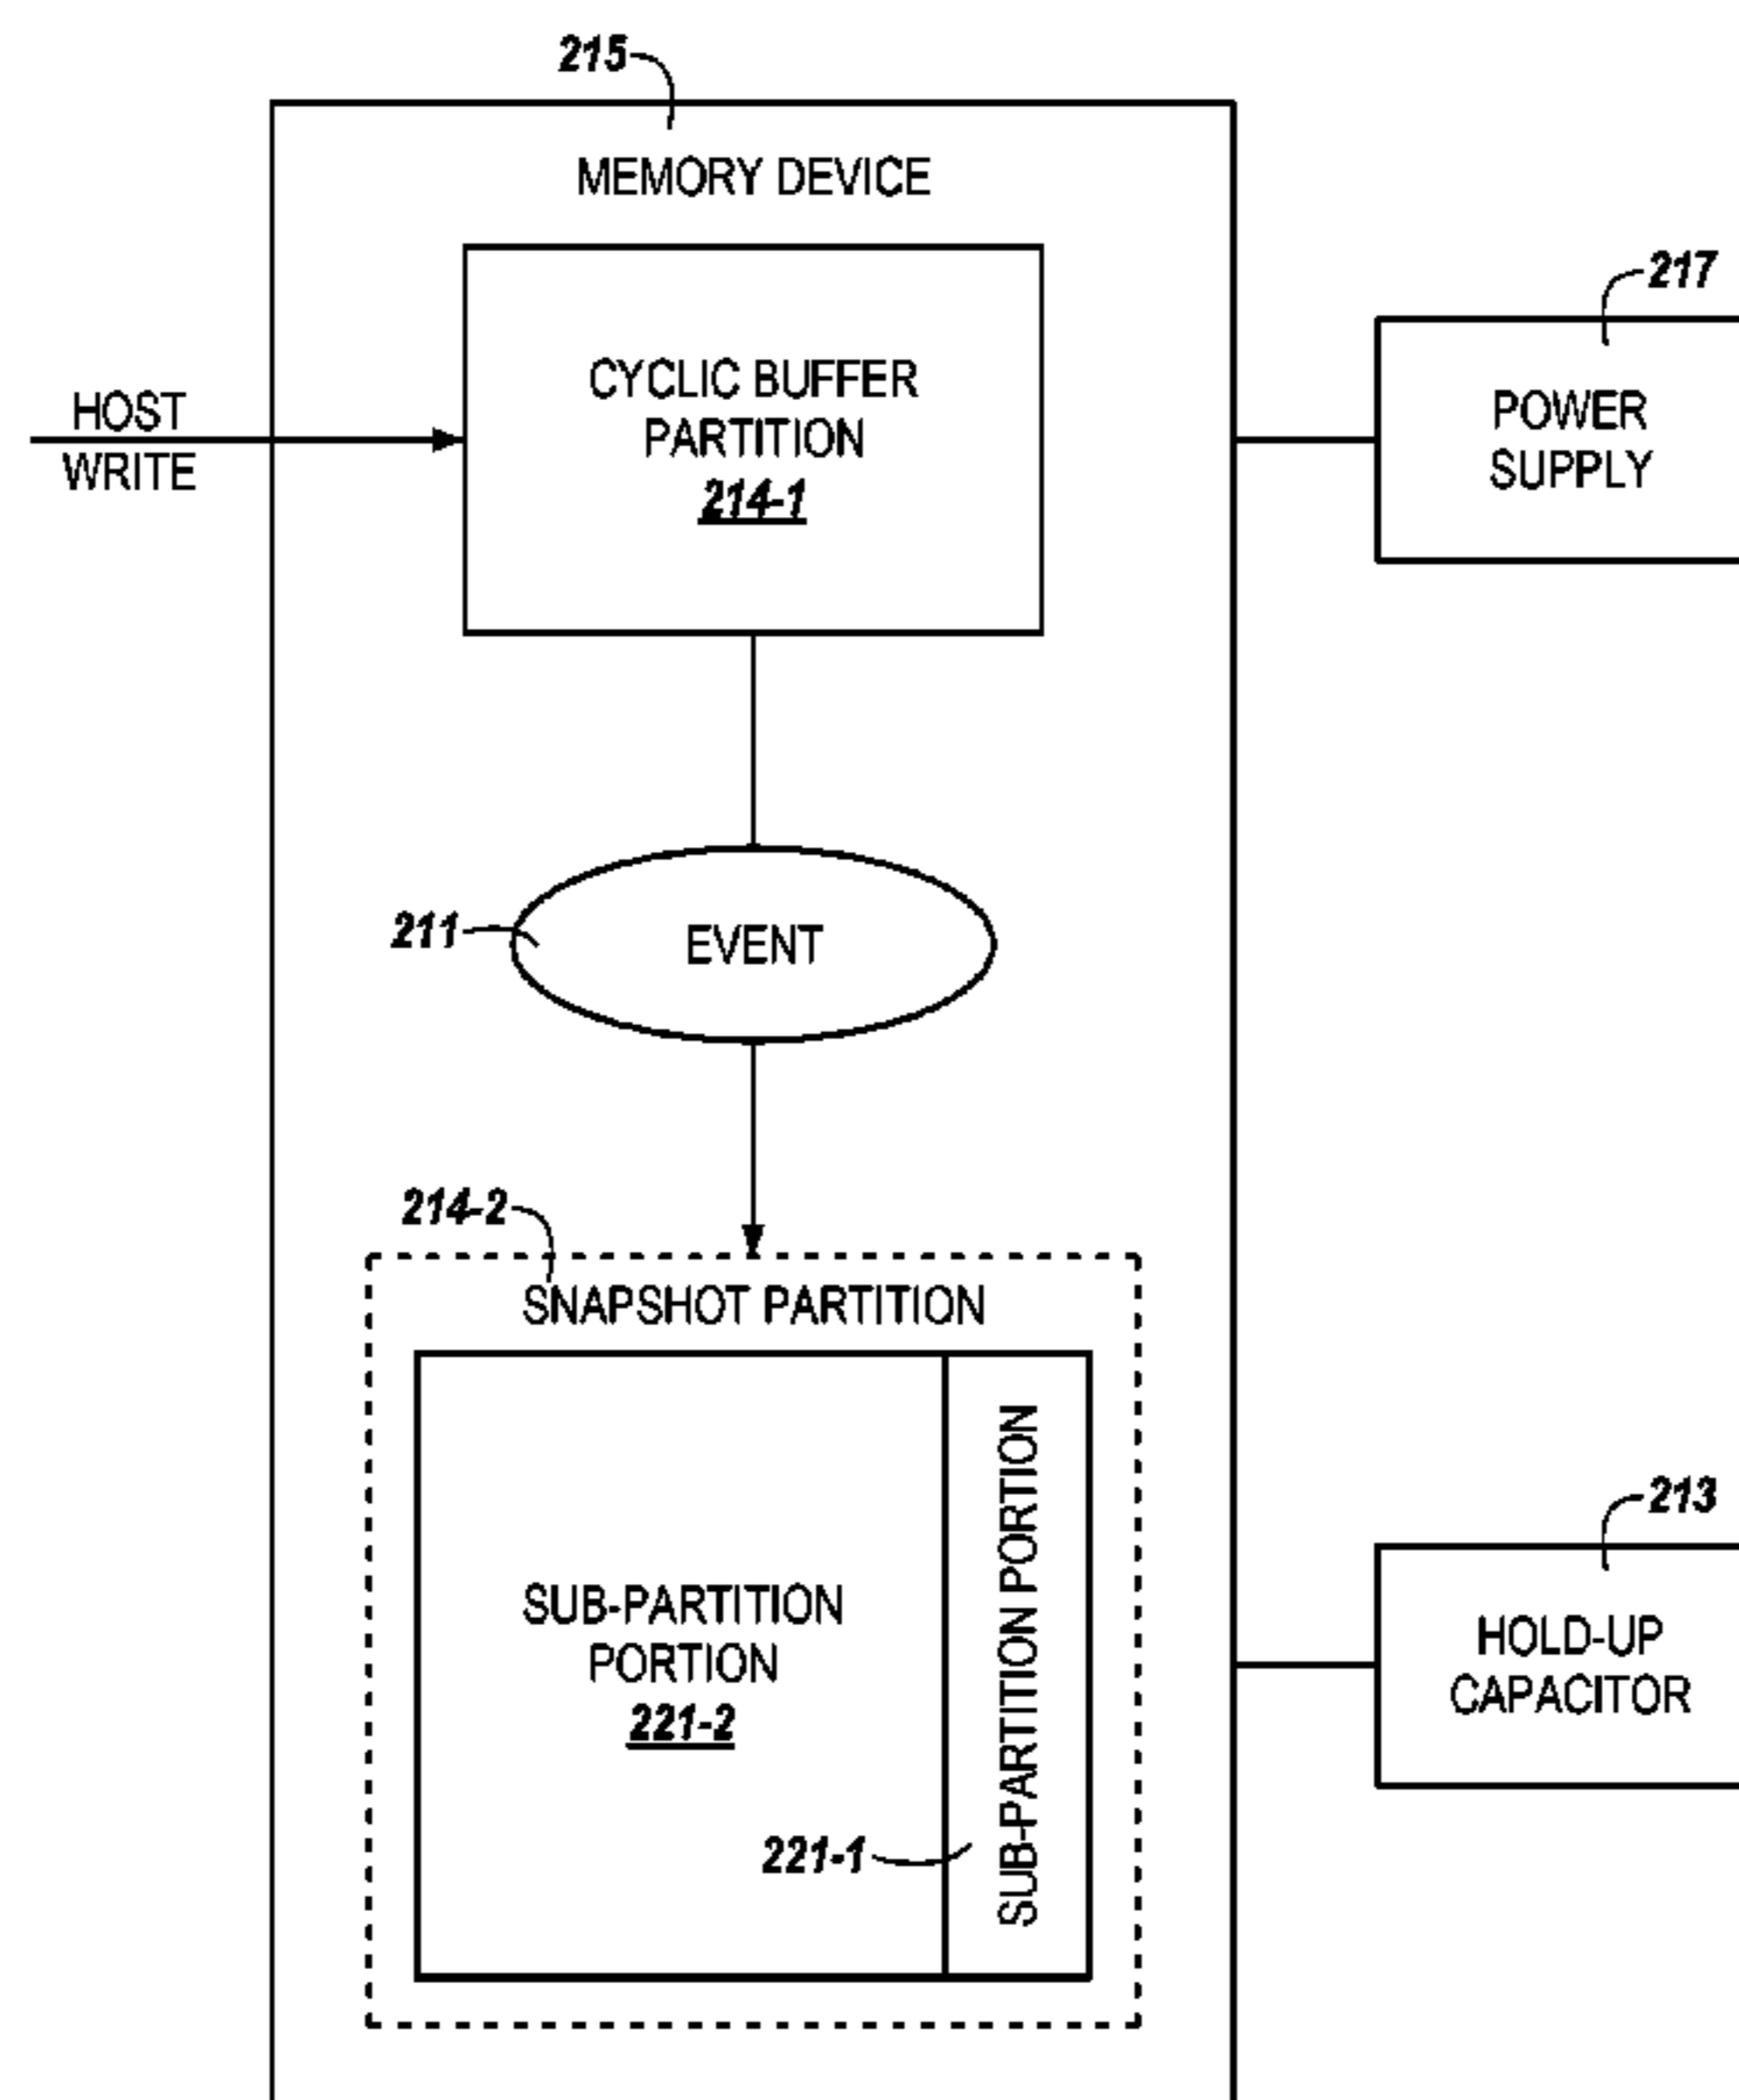 215
MEMORY DEVICE
217
CYCLIC BUFFER
PARTITION
214-1
HOST
WRITE
POWER
SUPPLY
211
EVENT
214-2
SNAPSHOT PARTITION
SUB-PARTITION
PORTION
221-2
221-1
SUB-PARTITION PORTION
213
HOLD-UP
CAPACITOR